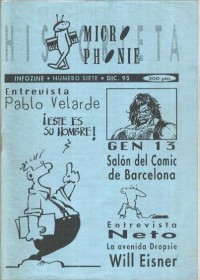 HISTORIETA
MICRO
PHONIE
INFOZINE • NUMERO SIETE • DIC. 95
200 pts.
Entrevista
Pablo Velarde
¡ESTE ES
SU HOMBRE!
GEN 13
Salón del Comic
de Barcelona
Entrevista
Neto
La avenida Dropsie
Will Eisner